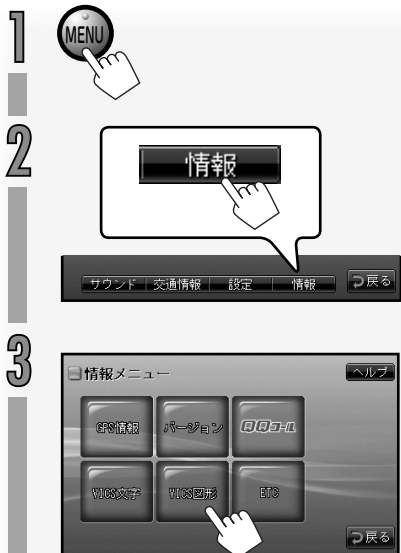 1
MENU
2
情報
サウンド 交通情報 設定 情報 戻る
3
情報メニュー ヘルプ
GPS情報 バージョン QQコール
VICS文字 VICS図形 ETC
戻る